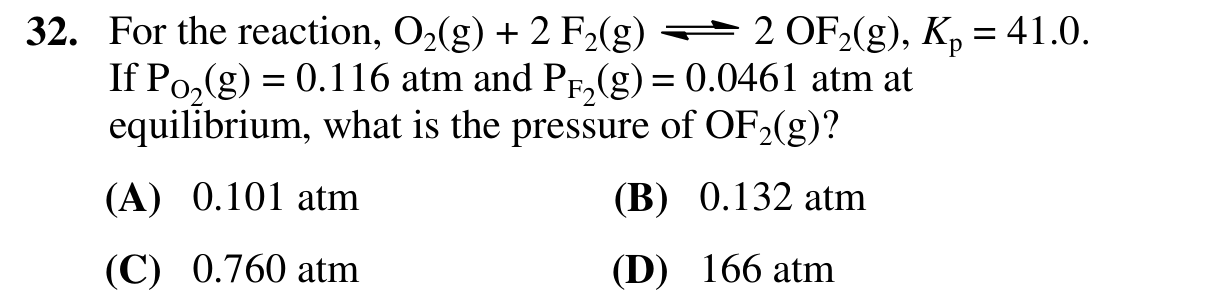 32. For the reaction, O₂(g) + 2 F₂(g) ⇌ 2 OF₂(g), Kₚ = 41.0.
If P_O₂(g) = 0.116 atm and P_F₂(g) = 0.0461 atm at
equilibrium, what is the pressure of OF₂(g)?
(A) 0.101 atm (B) 0.132 atm
(C) 0.760 atm (D) 166 atm